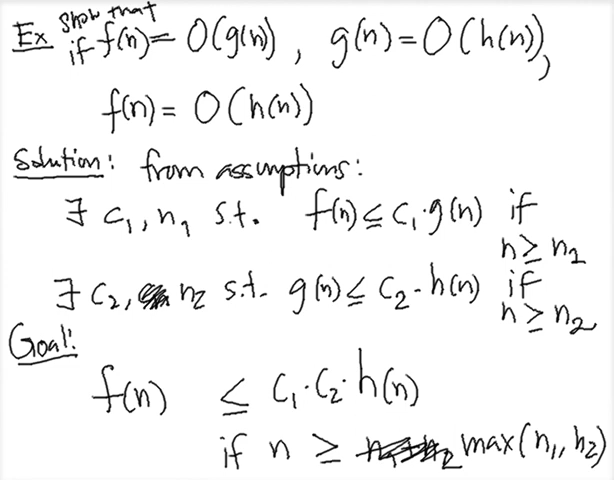 Ex Show that
if f(n) = O(g(n)), g(n) = O(h(n)),
f(n) = O(h(n))
Solution: from assumptions:
∃ c₁, n₁ s.t. f(n) ≤ c₁·g(n) if
n ≥ n₁
∃ c₂, n₂ s.t. g(n) ≤ c₂·h(n) if
n ≥ n₂
Goal:
f(n) ≤ c₁·c₂·h(n)
if n ≥ max(n₁, n₂)